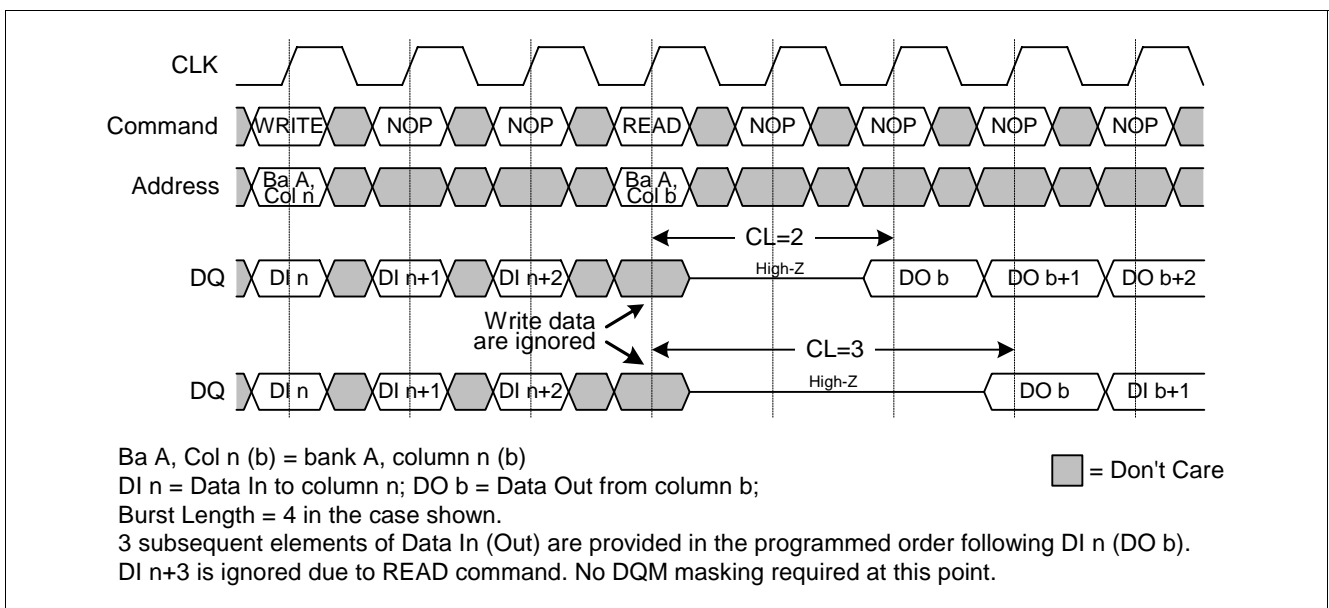 CLK
Command WRITE NOP NOP READ NOP NOP NOP NOP
Address Ba A, Col n Ba A, Col b
CL=2
DQ DI n DI n+1 DI n+2 High-Z DO b DO b+1 DO b+2
Write data
are ignored
CL=3
DQ DI n DI n+1 DI n+2 High-Z DO b DI b+1
Ba A, Col n (b) = bank A, column n (b)
= Don't Care
DI n = Data In to column n; DO b = Data Out from column b;
Burst Length = 4 in the case shown.
3 subsequent elements of Data In (Out) are provided in the programmed order following DI n (DO b).
DI n+3 is ignored due to READ command. No DQM masking required at this point.